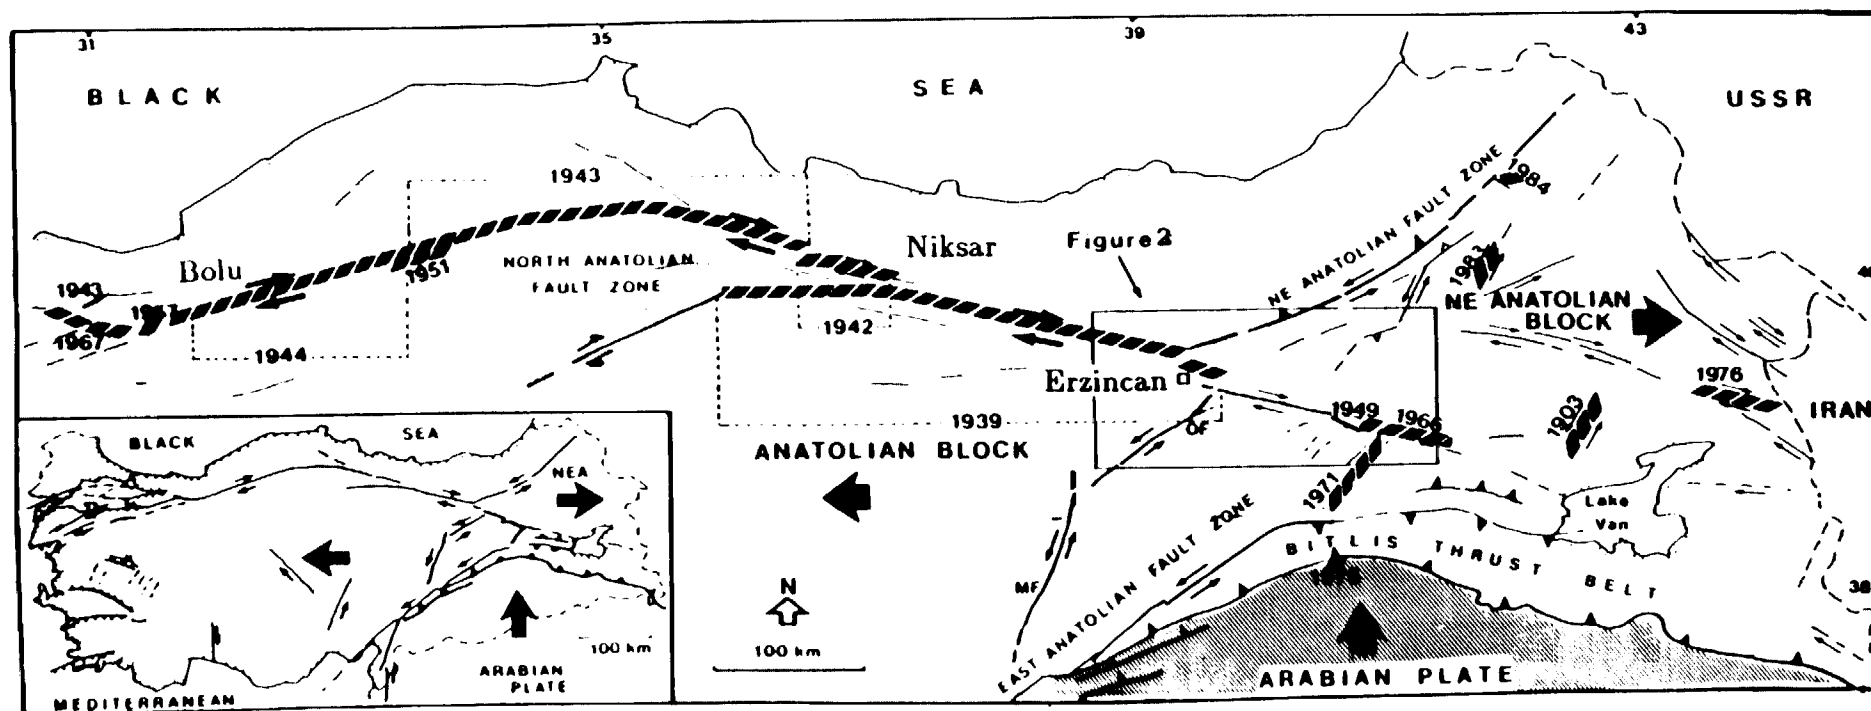 31 35 39 43
BLACK SEA USSR
1943
NE ANATOLIAN FAULT ZONE
1984
Bolu
1951
NORTH ANATOLIAN
FAULT ZONE
Niksar
Figure 2
1983
1943
1967
1944
1942
NE ANATOLIAN
BLOCK
Erzincan
1976
IRAN
1939
OF
1949
1966
1903
ANATOLIAN BLOCK
1971
Lake
Van
EAST ANATOLIAN FAULT ZONE
BITLIS THRUST BELT
MF
38
N
100 km
ARABIAN PLATE
BLACK SEA
NEA
100 km
ARABIAN
PLATE
MEDITERRANEAN